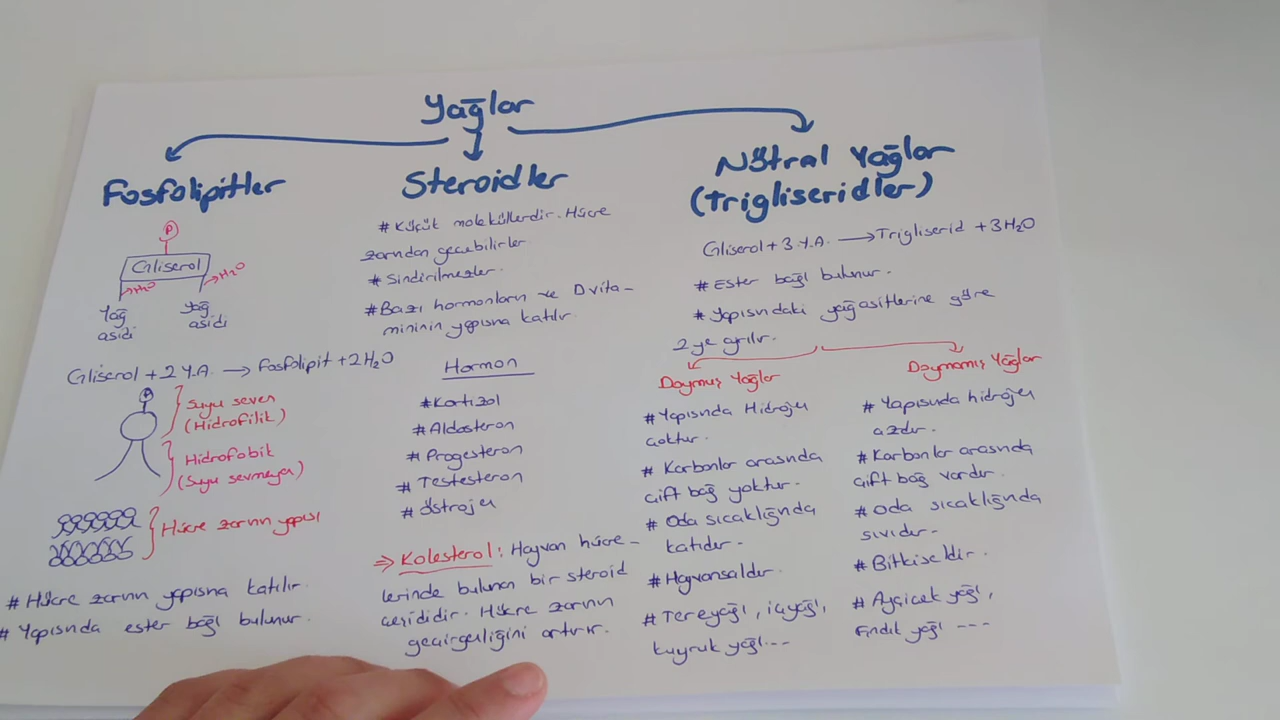 Yağlar
Fosfolipitler
P
Gliserol
H₂O
H₂O
Yağ
asidi
yağ
asidi
Gliserol + 2 Y.A. → Fosfolipit + 2H₂O
P
Suyu seven
(Hidrofilik)
Hidrofobik
(Suyu sevmeyen)
Hücre zarının yapısı
# Hücre zarının yapısına katılır.
# Yapısında ester bağı bulunur.
Steroidler
# Küçük moleküllerdir. Hücre
zarından geçebilirler
# Sindirilmezler.
# Bazı hormonların ve D vita-
mininin yapısına katılır.
Hormon
# Kortizol
# Aldosteron
# Progesteron
# Testesteron
# Östrojen
⇒ Kolesterol: Hayvan hücre-
lerinde bulunan bir steroid
çeşididir. Hücre zarının
geçirgenliğini artırır.
Nötral Yağlar
(Trigliseridler)
Gliserol + 3 Y.A. → Trigliserid + 3H₂O
# Ester bağı bulunur.
# Yapısındaki yağ asitlerine göre
2 ye ayrılır.
Doymuş Yağlar
# Yapısında Hidrojen
çoktur.
# Karbonlar arasında
çift bağ yoktur.
# Oda sıcaklığında
katıdır.
# Hayvansaldır.
# Tereyağı, içyağı,
kuyruk yağı...
Doymamış Yağlar
# Yapısında hidrojen
azdır.
# Karbonlar arasında
çift bağ vardır.
# Oda sıcaklığında
sıvıdır.
# Bitkiseldir.
# Ayçiçek yağı,
Fındık yağı ---